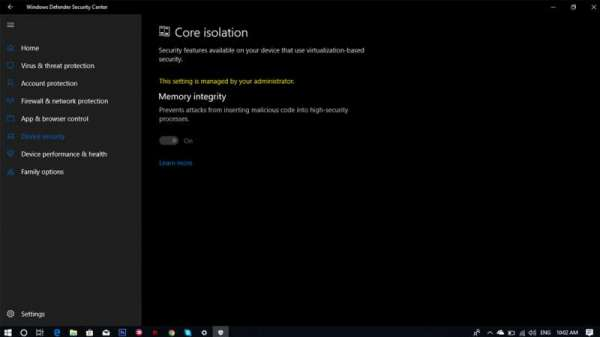 Windows Defender Security Center
Core isolation
Security features available on your device that use virtualization-based
security.
This setting is managed by your administrator.
Memory integrity
Prevents attacks from inserting malicious code into high-security
processes.
On
Learn more
Home
Virus & threat protection
Account protection
Firewall & network protection
App & browser control
Device security
Device performance & health
Family options
Settings
ENG
10:02 AM